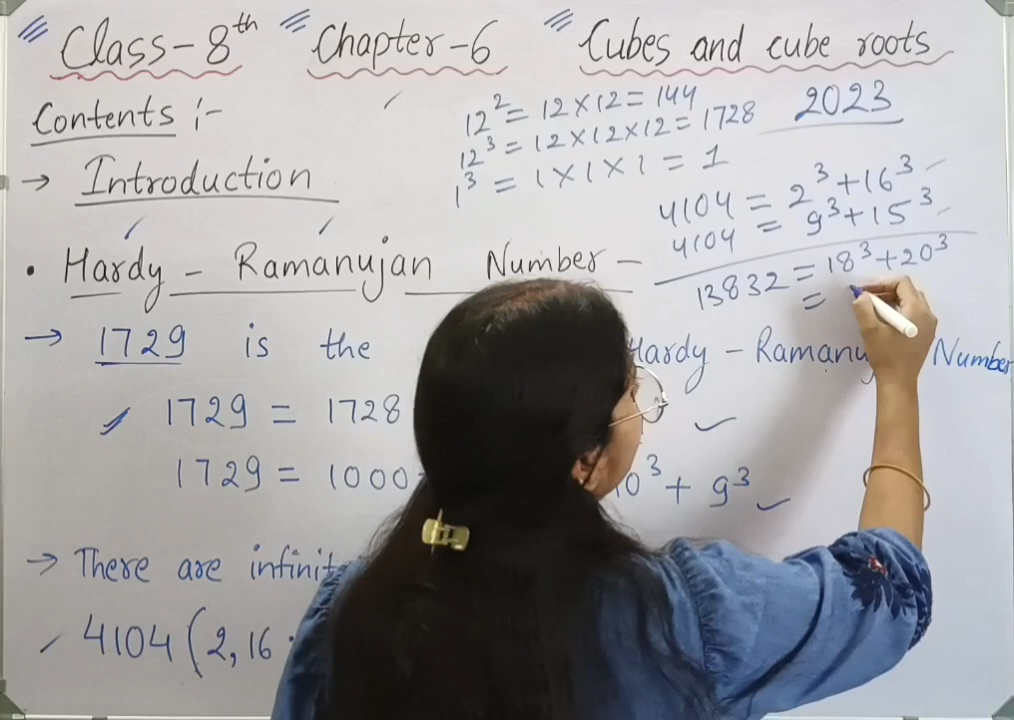 Class-8th Chapter-6 Cubes and cube roots
Contents :-
12² = 12×12 = 144
12³ = 12×12×12 = 1728
1³ = 1×1×1 = 1
2023
→ Introduction
4104 = 2³+16³
4104 = 9³+15³
• Hardy - Ramanujan Number -
13832 = 18³+20³
=
→ 1729 is the Hardy - Ramanu Number
1729 = 1728
1729 = 1000 10³ + 9³
→ There are infinit
4104 (2, 16